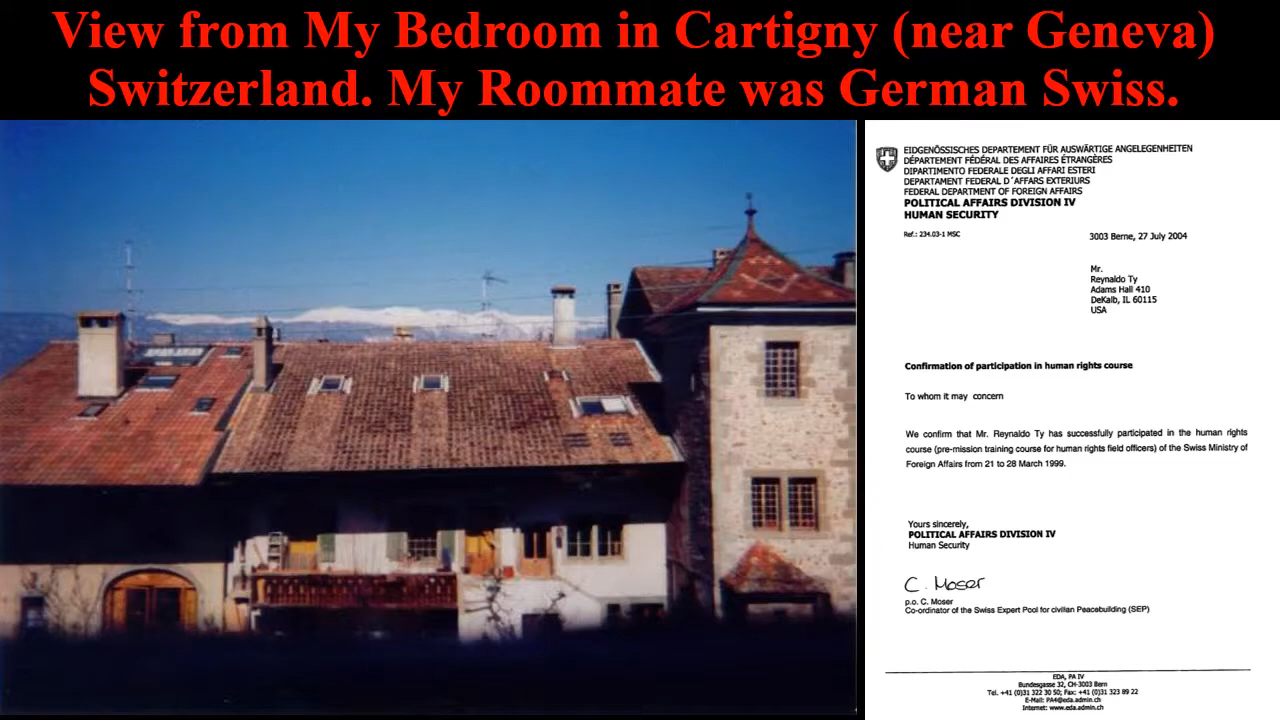 View from My Bedroom in Cartigny (near Geneva)
Switzerland. My Roommate was German Swiss.
EIDGENÖSSISCHES DEPARTEMENT FÜR AUSWÄRTIGE ANGELEGENHEITEN
DÉPARTEMENT FÉDÉRAL DES AFFAIRES ÉTRANGÈRES
DIPARTIMENTO FEDERALE DEGLI AFFARI ESTERI
DEPARTAMENT FEDERAL D´AFFARS EXTERIURS
FEDERAL DEPARTMENT OF FOREIGN AFFAIRS
POLITICAL AFFAIRS DIVISION IV
HUMAN SECURITY
Ref.: 234.03-1 MSC
3003 Berne, 27 July 2004
Mr.
Reynaldo Ty
Adams Hall 410
DeKalb, IL 60115
USA
Confirmation of participation in human rights course
To whom it may concern
We confirm that Mr. Reynaldo Ty has successfully participated in the human rights
course (pre-mission training course for human rights field officers) of the Swiss Ministry of
Foreign Affairs from 21 to 28 March 1999.
Yours sincerely,
POLITICAL AFFAIRS DIVISION IV
Human Security
C. Moser
p.o. C. Moser
Co-ordinator of the Swiss Expert Pool for civilian Peacebuilding (SEP)
EDA, PA IV
Bundesgasse 32, CH-3003 Bern
Tel. +41 (0)31 322 30 50; Fax: +41 (0)31 323 89 22
E-Mail: PA4@eda.admin.ch
Internet: www.eda.admin.ch